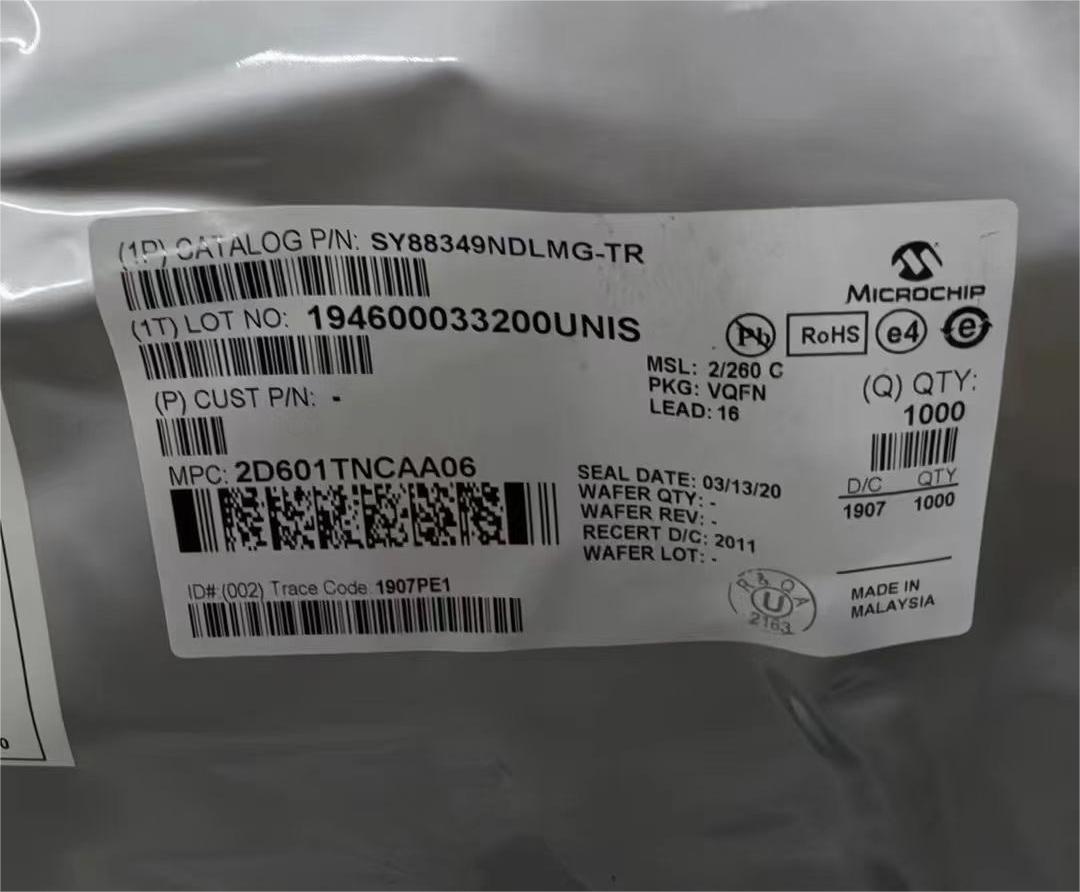 (1P) CATALOG P/N: SY88349NDLMG-TR
MICROCHIP
(1T) LOT NO: 194600033200UNIS
Pb
RoHS
e4
e
MSL: 2/260 C
PKG: VQFN
LEAD: 16
(Q) QTY:
1000
(P) CUST P/N: -
MPC: 2D601TNCAA06
SEAL DATE: 03/13/20
WAFER QTY: -
WAFER REV: -
RECERT D/C: 2011
WAFER LOT: -
D/C QTY
1907 1000
ID#:(002) Trace Code: 1907PE1
R & Q A
U
2163
MADE IN
MALAYSIA
0